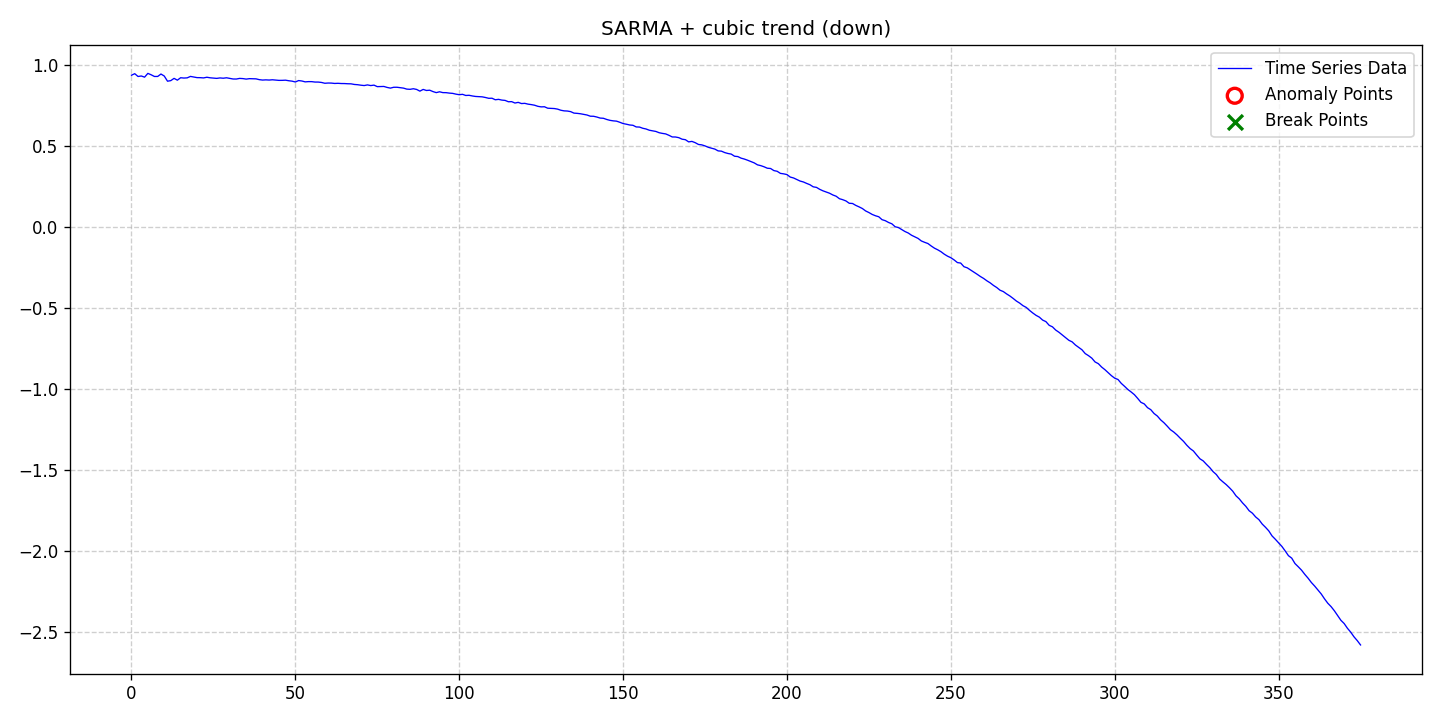 SARMA + cubic trend (down)
Time Series Data
Anomaly Points
Break Points
1.0
0.5
0.0
−0.5
−1.0
−1.5
−2.0
−2.5
0 50 100 150 200 250 300 350